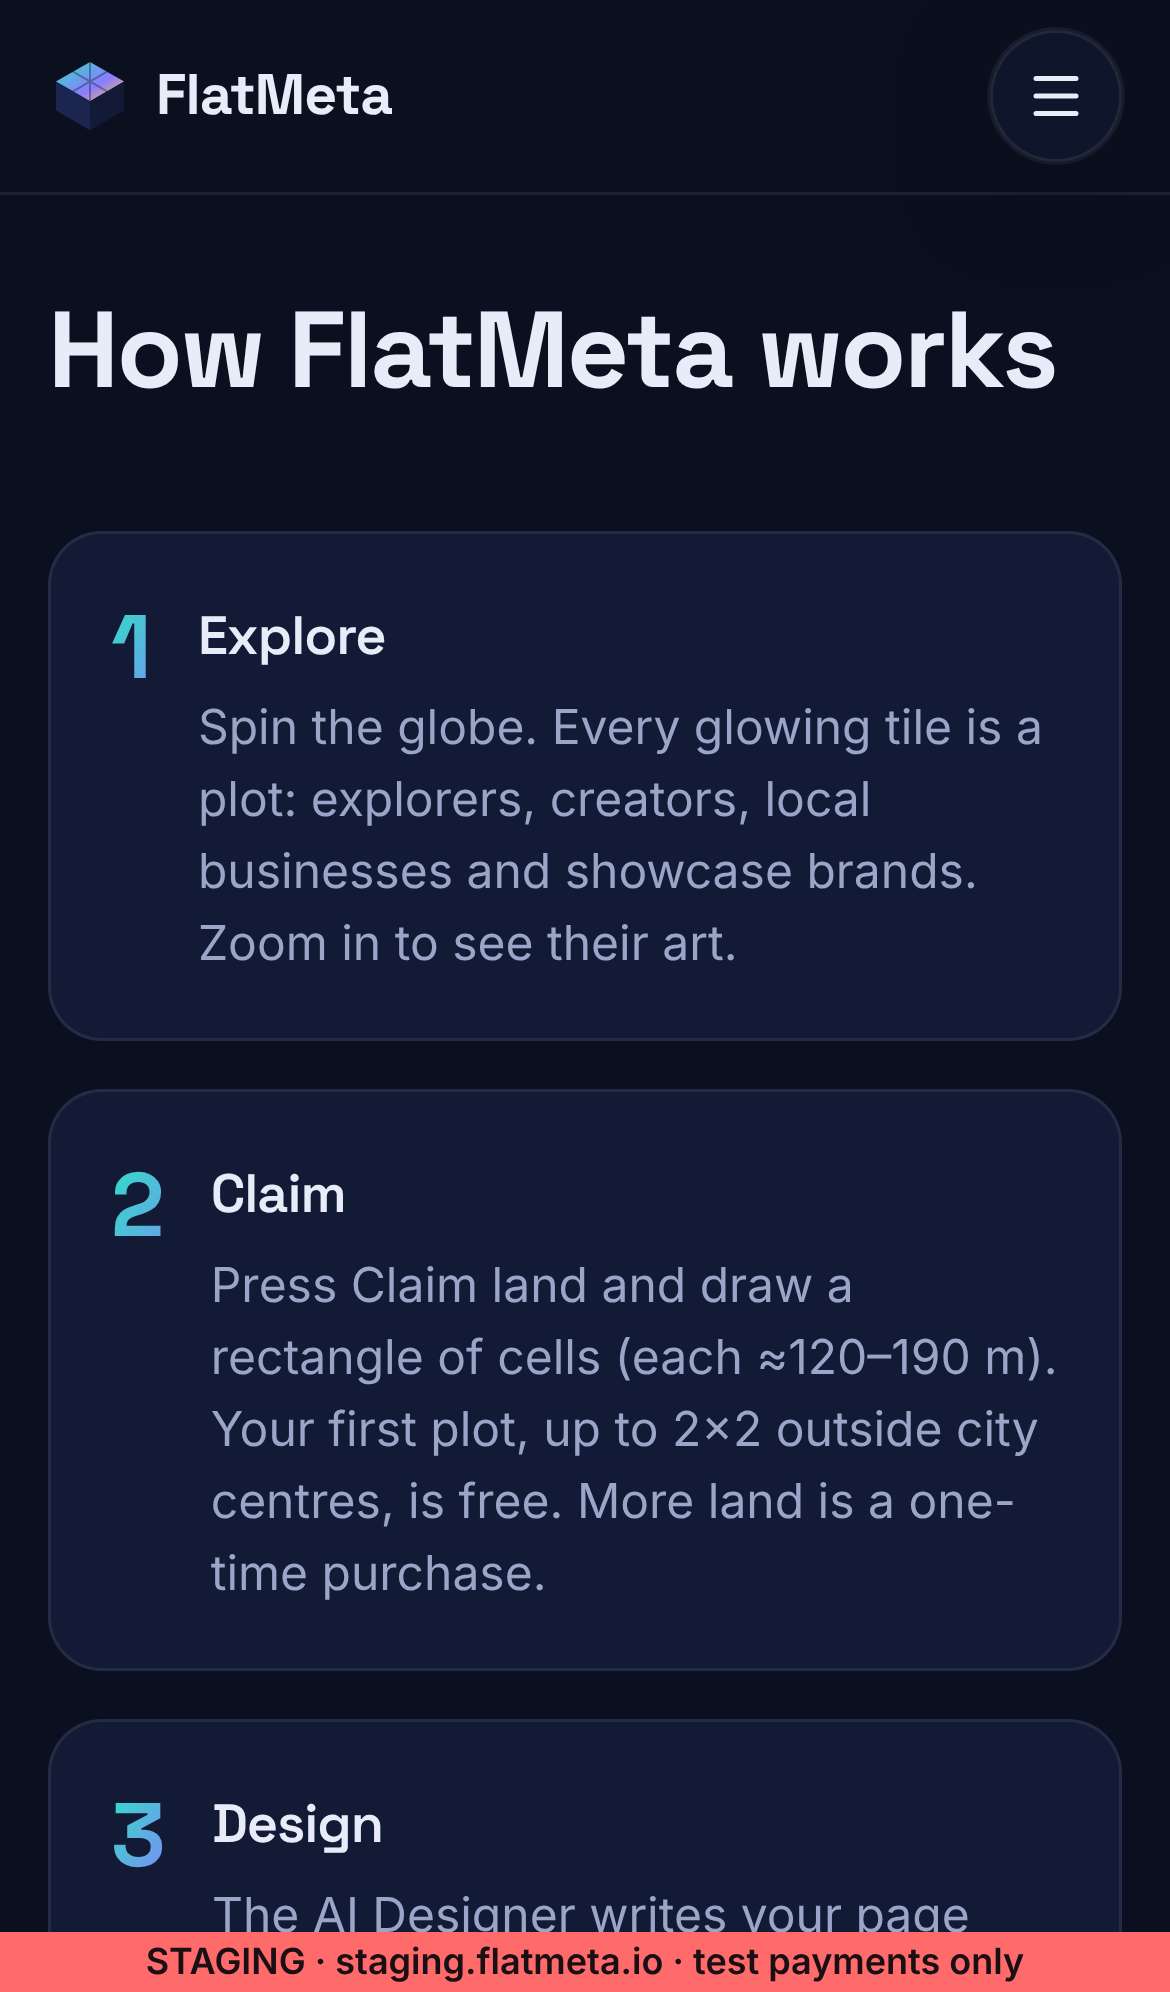 FlatMeta
How FlatMeta works
1 Explore
Spin the globe. Every glowing tile is a
plot: explorers, creators, local
businesses and showcase brands.
Zoom in to see their art.
2 Claim
Press Claim land and draw a
rectangle of cells (each ≈120–190 m).
Your first plot, up to 2×2 outside city
centres, is free. More land is a one-
time purchase.
3 Design
The AI Designer writes your page
STAGING · staging.flatmeta.io · test payments only